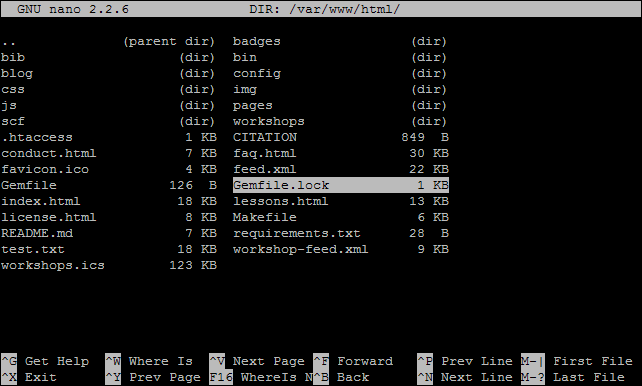 GNU nano 2.2.6 DIR: /var/www/html/
.. (parent dir) badges (dir)
bib (dir) bin (dir)
blog (dir) config (dir)
css (dir) img (dir)
js (dir) pages (dir)
scf (dir) workshops (dir)
.htaccess 1 KB CITATION 849 B
conduct.html 7 KB faq.html 30 KB
favicon.ico 4 KB feed.xml 22 KB
Gemfile 126 B Gemfile.lock 1 KB
index.html 18 KB lessons.html 13 KB
license.html 8 KB Makefile 6 KB
README.md 7 KB requirements.txt 28 B
test.txt 18 KB workshop-feed.xml 9 KB
workshops.ics 123 KB
^G Get Help ^W Where Is ^V Next Page ^F Forward ^P Prev Line M-| First File
^X Exit ^Y Prev Page F16 WhereIs N^B Back ^N Next Line M-? Last File